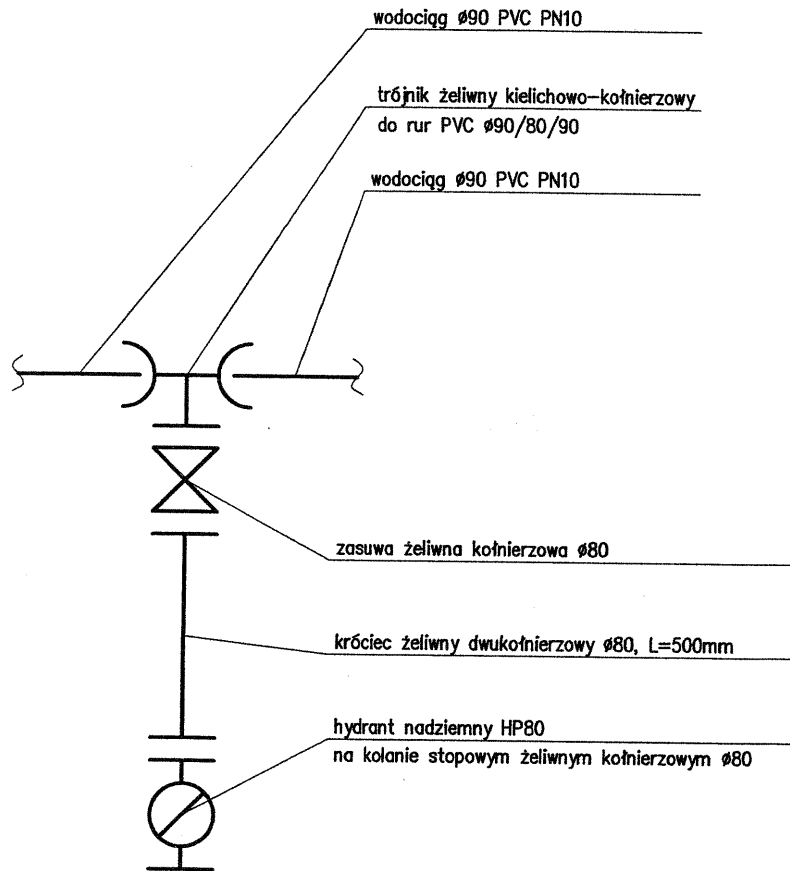 wodociąg ø90 PVC PN10
trójnik żeliwny kielichowo-kołnierzowy
do rur PVC ø90/80/90
wodociąg ø90 PVC PN10
zasuwa żeliwna kołnierzowa ø80
króciec żeliwny dwukołnierzowy ø80, L=500mm
hydrant nadziemny HP80
na kolanie stopowym żeliwnym kołnierzowym ø80